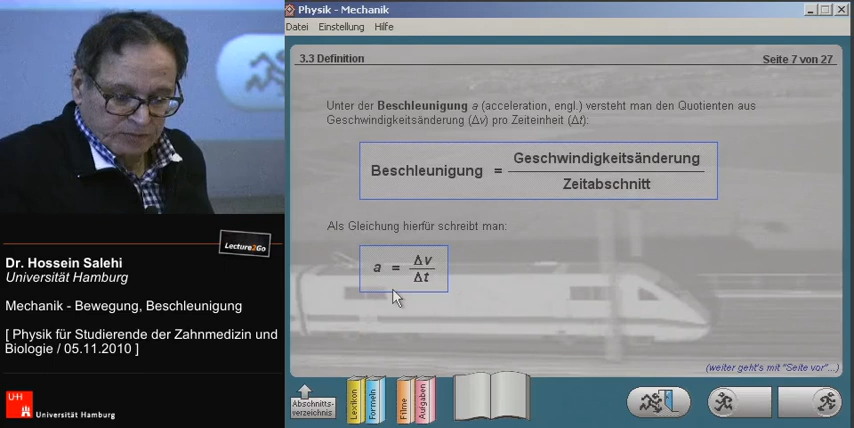 Physik - Mechanik
Datei Einstellung Hilfe
3.3 Definition
Seite 7 von 27
Unter der Beschleunigung a (acceleration, engl.) versteht man den Quotienten aus
Geschwindigkeitsänderung (Δv) pro Zeiteinheit (Δt):
Beschleunigung = Geschwindigkeitsänderung
Zeitabschnitt
Als Gleichung hierfür schreibt man:
a = Δv
Δt
(weiter geht's mit "Seite vor"...)
Abschnitts-
verzeichnis
Lexikon
Formeln
Filme
Aufgaben
Lecture2Go
Dr. Hossein Salehi
Universität Hamburg
Mechanik - Bewegung, Beschleunigung
[ Physik für Studierende der Zahnmedizin und
Biologie / 05.11.2010 ]
UH
Universität Hamburg